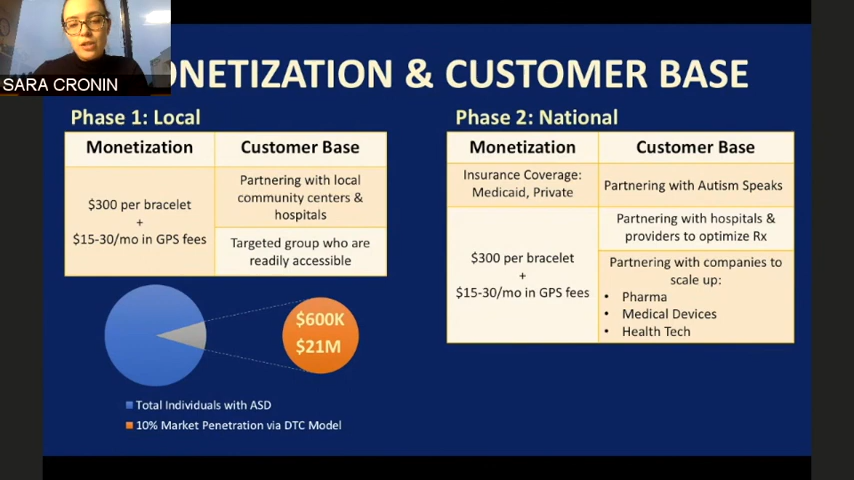 SARA CRONIN
ONETIZATION & CUSTOMER BASE
Phase 1: Local
Monetization
Customer Base
$300 per bracelet
+
$15-30/mo in GPS fees
Partnering with local
community centers &
hospitals
Targeted group who are
readily accessible
$600K
$21M
Total Individuals with ASD
10% Market Penetration via DTC Model
Phase 2: National
Monetization
Customer Base
Insurance Coverage:
Medicaid, Private
Partnering with Autism Speaks
$300 per bracelet
+
$15-30/mo in GPS fees
Partnering with hospitals &
providers to optimize Rx
Partnering with companies to
scale up:
• Pharma
• Medical Devices
• Health Tech